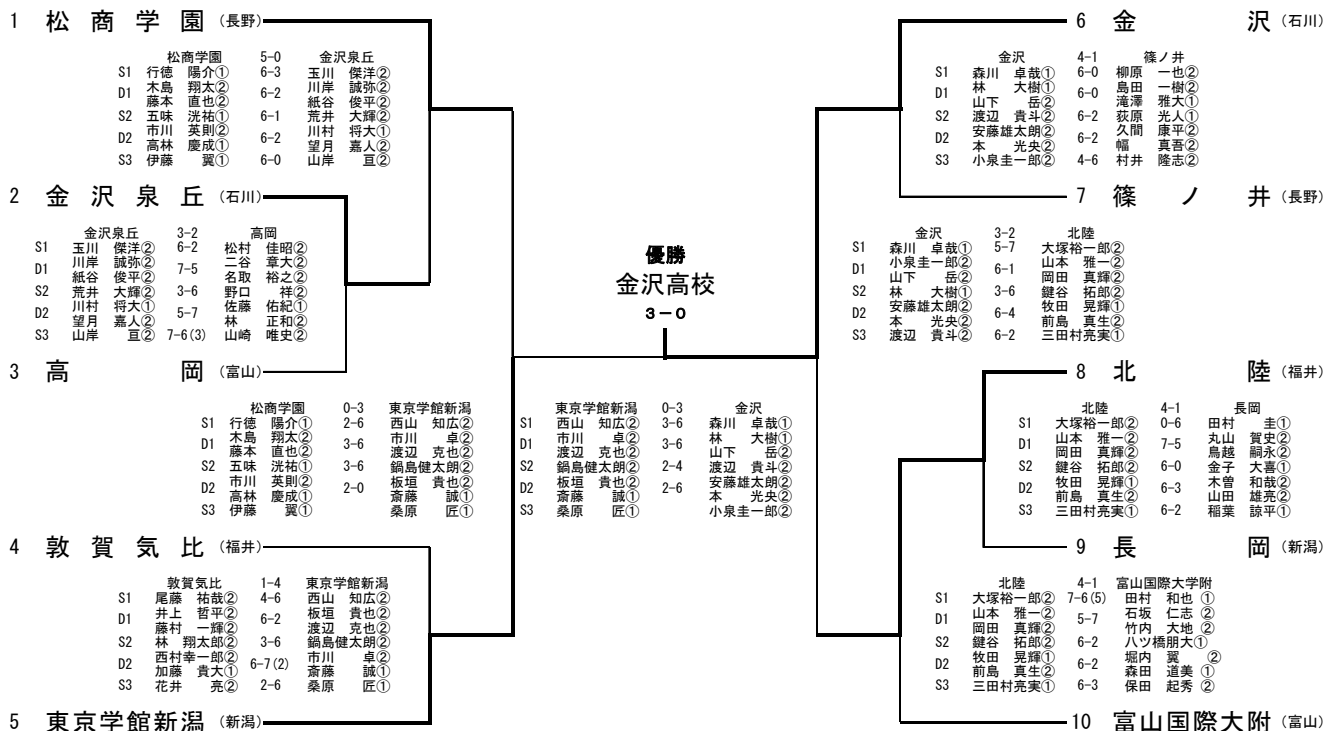 1 松商学園 (長野)
松商学園 5-0 金沢泉丘
S1 行徳 陽介① 6-3 玉川 傑洋②
D1 木島 翔太② 6-2 川岸 誠弥②
藤本 直也② 紙谷 俊平②
S2 五味 洸祐① 6-1 荒井 大輝②
D2 市川 英則② 6-2 川村 将大①
高林 慶成① 望月 嘉人②
S3 伊藤 翼① 6-0 山岸 亘②
2 金沢泉丘 (石川)
金沢泉丘 3-2 高岡
S1 玉川 傑洋② 6-2 松村 佳昭②
D1 川岸 誠弥② 7-5 二谷 章大②
紙谷 俊平② 名取 裕之②
S2 荒井 大輝② 3-6 野口 祥②
D2 川村 将大① 5-7 佐藤 佑紀①
望月 嘉人② 林 正和②
S3 山岸 亘② 7-6(3) 山崎 唯史②
3 高岡 (富山)
松商学園 0-3 東京学館新潟
S1 行徳 陽介① 2-6 西山 知広②
D1 木島 翔太② 3-6 市川 卓②
藤本 直也② 渡辺 克也②
S2 五味 洸祐① 3-6 鍋島健太朗②
D2 市川 英則② 2-0 板垣 貴也②
高林 慶成① 斎藤 誠①
S3 伊藤 翼① 桑原 匠①
4 敦賀気比 (福井)
敦賀気比 1-4 東京学館新潟
S1 尾藤 祐哉② 4-6 西山 知広②
D1 井上 哲平② 6-2 板垣 貴也②
藤村 一輝② 渡辺 克也②
S2 林 翔太郎② 3-6 鍋島健太朗②
D2 西村幸一郎② 6-7(2) 市川 卓②
加藤 貴大① 斎藤 誠①
S3 花井 亮② 2-6 桑原 匠①
5 東京学館新潟 (新潟)
優勝
金沢高校
3－0
東京学館新潟 0-3 金沢
S1 西山 知広② 3-6 森川 卓哉①
D1 市川 卓② 3-6 林 大樹①
渡辺 克也② 山下 岳②
S2 鍋島健太朗② 2-4 渡辺 貴斗②
D2 板垣 貴也② 2-6 安藤雄太朗②
斎藤 誠① 本 光央②
S3 桑原 匠① 小泉圭一郎②
6 金沢 (石川)
金沢 4-1 篠ノ井
S1 森川 卓哉① 6-0 柳原 一也②
D1 林 大樹① 6-0 島田 一樹②
山下 岳② 滝澤 雅大①
S2 渡辺 貴斗② 6-2 荻原 光人①
D2 安藤雄太朗② 6-2 久間 康平②
本 光央② 幅 真吾②
S3 小泉圭一郎② 4-6 村井 隆志②
7 篠ノ井 (長野)
金沢 3-2 北陸
S1 森川 卓哉① 5-7 大塚裕一郎②
D1 小泉圭一郎② 6-1 山本 雅一②
山下 岳② 岡田 真輝②
S2 林 大樹① 3-6 鍵谷 拓郎②
D2 安藤雄太朗② 6-4 牧田 晃輝①
本 光央② 前島 真生②
S3 渡辺 貴斗② 6-2 三田村亮実①
8 北陸 (福井)
北陸 4-1 長岡
S1 大塚裕一郎② 0-6 田村 圭①
D1 山本 雅一② 7-5 丸山 賀史②
岡田 真輝② 鳥越 嗣永②
S2 鍵谷 拓郎② 6-0 金子 大喜①
D2 牧田 晃輝① 6-3 木曽 和哉②
前島 真生② 山田 雄亮②
S3 三田村亮実① 6-2 稲葉 諒平①
9 長岡 (新潟)
北陸 4-1 富山国際大学附
S1 大塚裕一郎② 7-6(5) 田村 和也 ①
D1 山本 雅一② 5-7 石坂 仁志 ②
岡田 真輝② 竹内 大地 ②
S2 鍵谷 拓郎② 6-2 八ツ橋朋大①
D2 牧田 晃輝① 6-2 堀内 翼 ②
前島 真生② 森田 道美 ①
S3 三田村亮実① 6-3 保田 起秀 ②
10 富山国際大附 (富山)